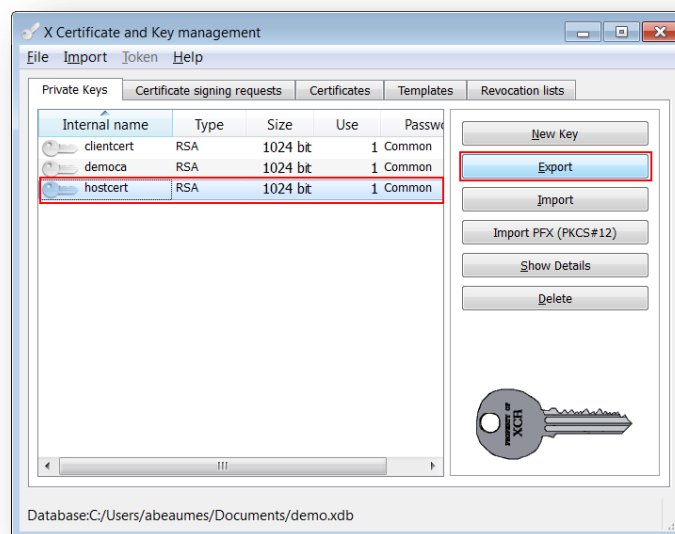 X Certificate and Key management
File Import Token Help
Private Keys Certificate signing requests Certificates Templates Revocation lists
Internal name Type Size Use Passwo
clientcert RSA 1024 bit 1 Common
democa RSA 1024 bit 1 Common
hostcert RSA 1024 bit 1 Common
New Key
Export
Import
Import PFX (PKCS#12)
Show Details
Delete
PROPERTY OF
XCA
Database:C:/Users/abeaumes/Documents/demo.xdb